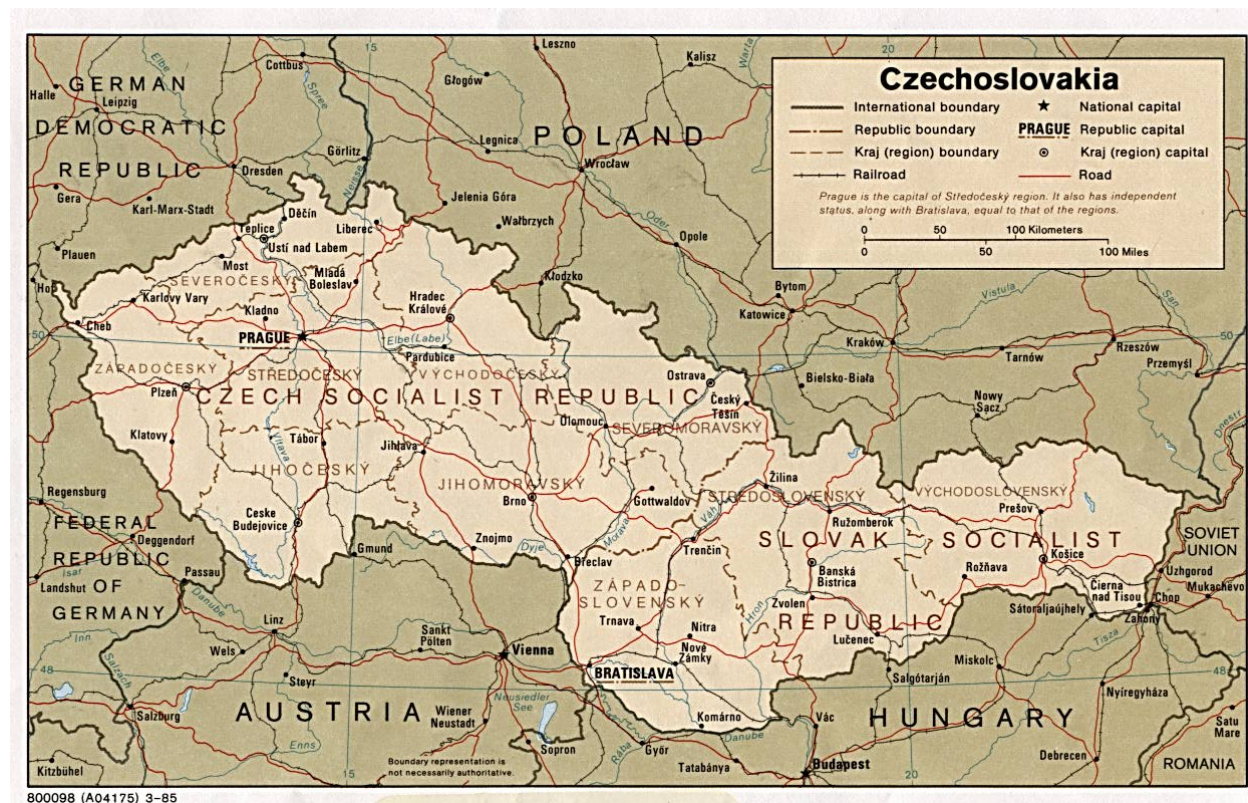 Czechoslovakia
International boundary
National capital
Republic boundary
PRAGUE
Republic capital
Kraj (region) boundary
Kraj (region) capital
Railroad
Road
Prague is the capital of Středočeský region. It also has independent
status, along with Bratislava, equal to that of the regions.
0 50 100 Kilometers
0 50 100 Miles
15
20
Leszno
Elbe
Cottbus
GERMAN
Kalisz
Warta
Halle
Leipzig
Spree
Głogów
DEMOCRATIC
POLAND
Legnica
Görlitz
Wrocław
REPUBLIC
Dresden
Neisse
Gera
Karl-Marx-Stadt
Jelenia Góra
Děčín
Wałbrzych
Oder
Teplice
Liberec
Opole
Ústí nad Labem
Plauen
Most
Mladá
Boleslav
Kłodzko
Hof
SEVEROČESKÝ
Bytom
Vistula
San
Karlovy Vary
Hradec
Králové
Katowice
Kladno
Cheb
50
PRAGUE
Elbe (Labe)
Kraków
50
Tarnów
Rzeszów
Pardubice
Przemyśl
ZÁPADOČESKÝ
STŘEDOČESKÝ
VÝCHODOČESKÝ
Ostrava
Bielsko-Biała
Plzeň
CZECH SOCIALIST REPUBLIC
Český
Těšín
Nowy
Sącz
Dnestr
Olomouc
SEVEROMORAVSKÝ
Klatovy
Vltava
Tábor
Jihlava
JIHOČESKÝ
Žilina
JIHOMORAVSKÝ
Regensburg
Brno
Gottwaldov
STŘEDOSLOVENSKÝ
VÝCHODOSLOVENSKÝ
Prešov
FEDERAL
Ceske
Budejovice
Váh
Ružomberok
Deggendorf
Znojmo
Morava
Trenčín
SLOVAK SOCIALIST
SOVIET
UNION
REPUBLIC
Gmund
Dyje
Břeclav
Košice
Isar
Landshut
Passau
Banská
Bistrica
Rožňava
Uzhgorod
OF
ZÁPADO-
SLOVENSKÝ
Čierna
nad Tisou
Mukachevo
GERMANY
Danube
Zvolen
Hron
Sátoraljaújhely
Chop
Záhony
Linz
Trnava
Nitra
REPUBLIC
Lučenec
Tisza
Inn
Wels
Sankt
Pölten
Vienna
Nové
Zámky
Miskolc
48
Salzach
Steyr
BRATISLAVA
Salgótarján
48
Nyíregyháza
Salzburg
AUSTRIA
Neusiedler
See
Wiener
Neustadt
Komárno
Vác
HUNGARY
Satu
Mare
Enns
Sopron
Rába
Győr
Danube
Debrecen
Kitzbühel
Boundary representation is
not necessarily authoritative.
Tatabánya
Budapest
ROMANIA
15
20
800098 (A04175) 3-85